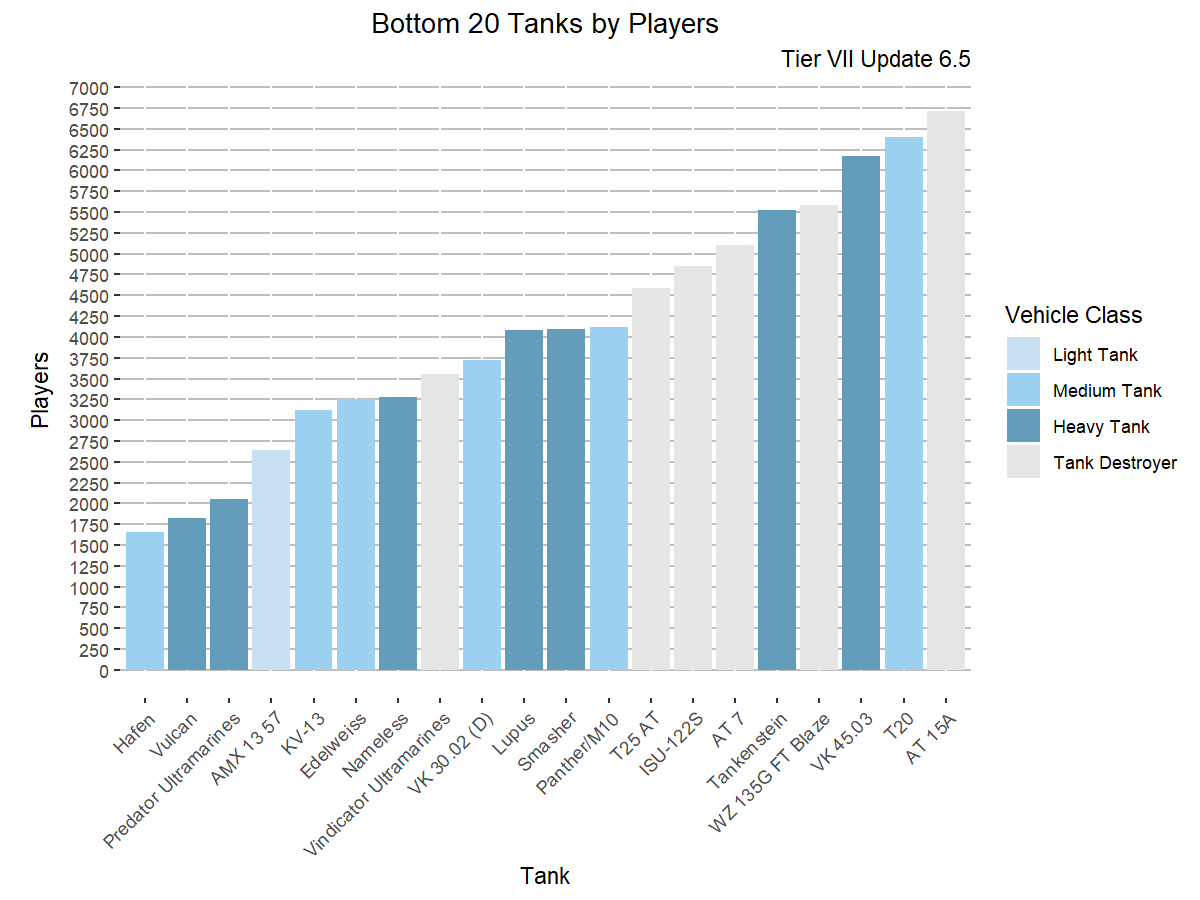 Bottom 20 Tanks by Players
Tier VII Update 6.5
Players
7000
6750
6500
6250
6000
5750
5500
5250
5000
4750
4500
4250
4000
3750
3500
3250
3000
2750
2500
2250
2000
1750
1500
1250
1000
750
500
250
0
Hafen
Vulcan
Predator Ultramarines
AMX 13 57
KV-13
Edelweiss
Nameless
Vindicator Ultramarines
VK 30.02 (D)
Lupus
Smasher
Panther/M10
T25 AT
ISU-122S
AT 7
Tankenstein
WZ 135G FT Blaze
VK 45.03
T20
AT 15A
Tank
Vehicle Class
Light Tank
Medium Tank
Heavy Tank
Tank Destroyer